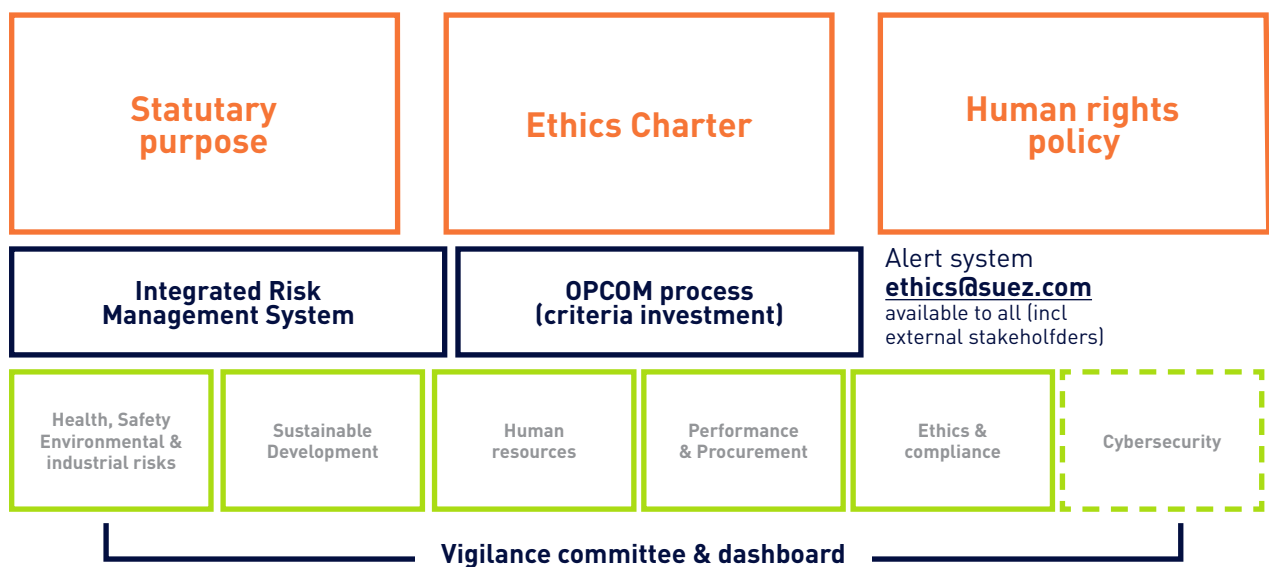 Statutary
purpose
Ethics Charter
Human rights
policy
Integrated Risk
Management System
OPCOM process
(criteria investment)
Alert system
ethics@suez.com
available to all (incl
external stakeholfders)
Health, Safety
Environmental &
industrial risks
Sustainable
Development
Human
resources
Performance
& Procurement
Ethics &
compliance
Cybersecurity
Vigilance committee & dashboard